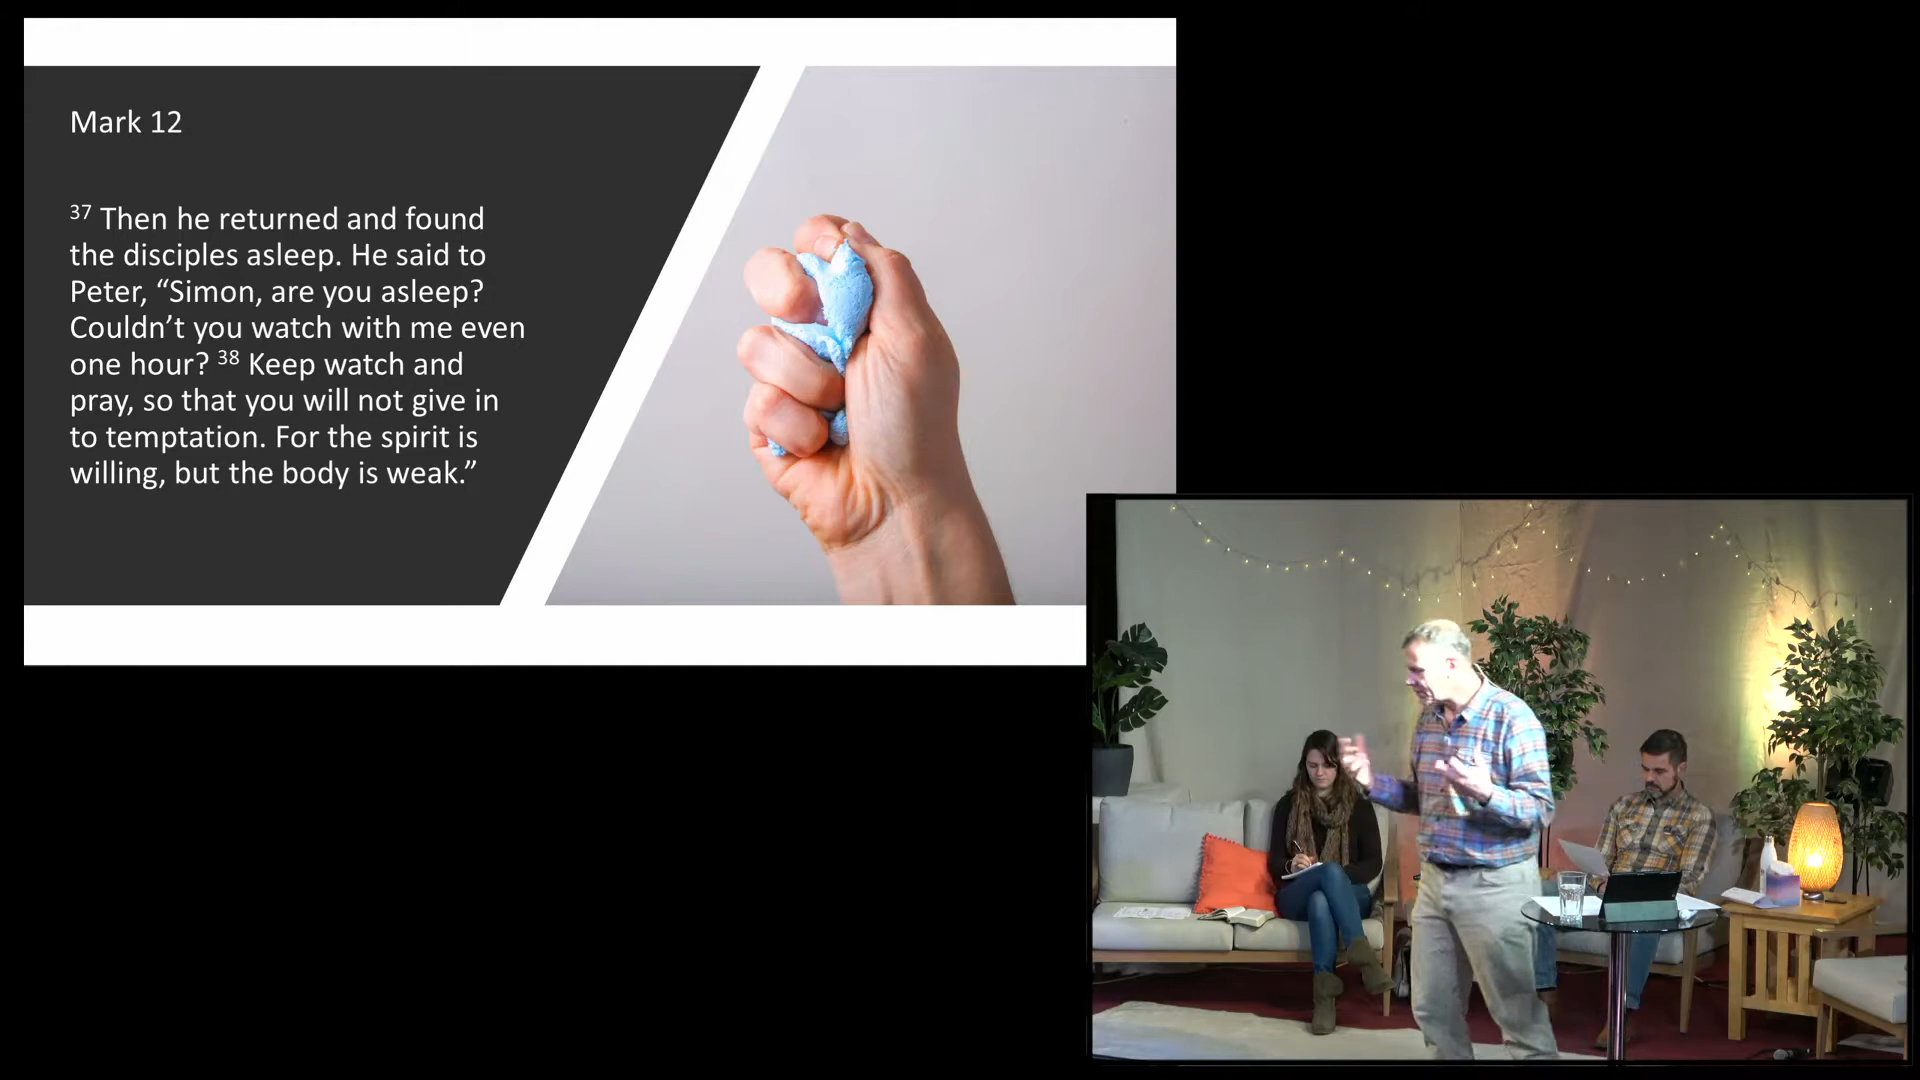 Mark 12
37 Then he returned and found
the disciples asleep. He said to
Peter, “Simon, are you asleep?
Couldn’t you watch with me even
one hour? 38 Keep watch and
pray, so that you will not give in
to temptation. For the spirit is
willing, but the body is weak.”